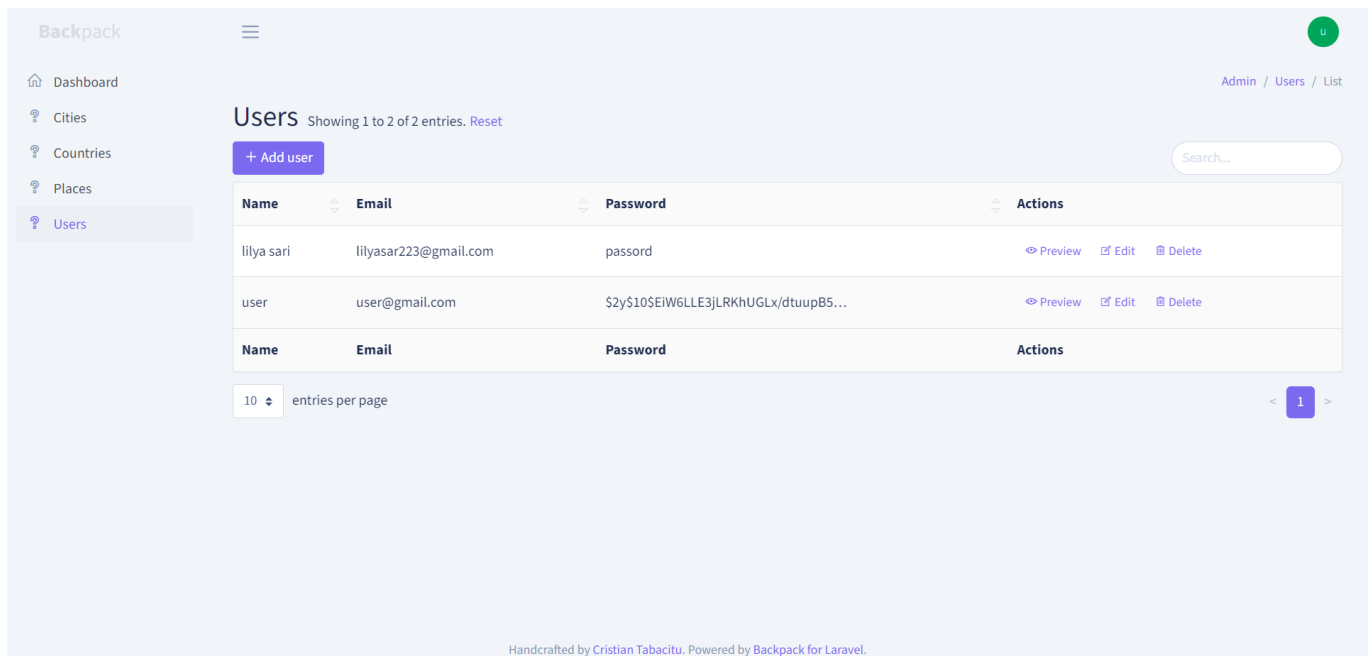 Backpack
U
Dashboard
Cities
Countries
Places
Users
Admin / Users / List
Users Showing 1 to 2 of 2 entries. Reset
+ Add user
Search...
Name Email Password Actions
lilya sari lilyasar223@gmail.com passord Preview Edit Delete
user user@gmail.com $2y$10$EiW6LLE3jLRKhUGLx/dtuupB5... Preview Edit Delete
Name Email Password Actions
10 entries per page
< 1 >
Handcrafted by Cristian Tabacitu. Powered by Backpack for Laravel.